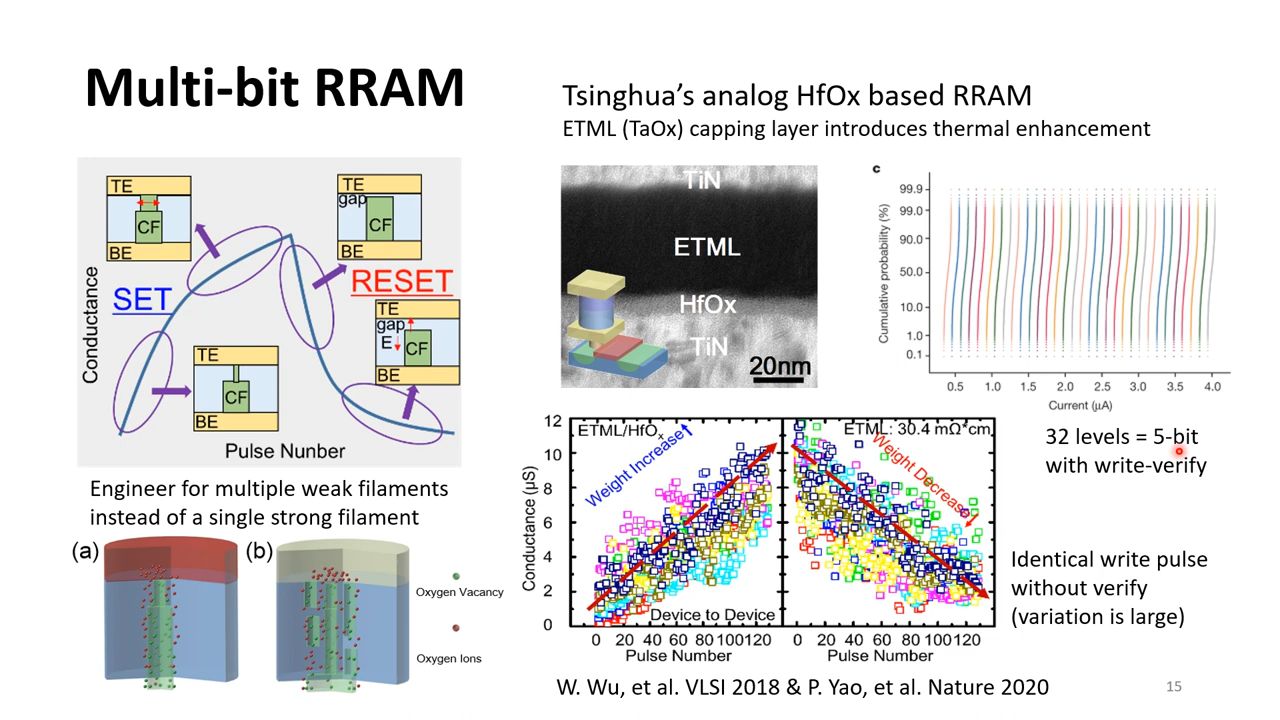 Multi-bit RRAM
Tsinghua’s analog HfOx based RRAM
ETML (TaOx) capping layer introduces thermal enhancement
TE
CF
BE
TE
gap
CF
BE
SET
RESET
TE
gap
E
CF
BE
TE
CF
BE
Conductance
Pulse Number
Engineer for multiple weak filaments
instead of a single strong filament
(a)
(b)
Oxygen Vacancy
Oxygen Ions
TiN
ETML
HfOx
TiN
20nm
c
Cumulative probability (%)
99.9
99.0
90.0
50.0
10.0
1.0
0.1
0.5 1.0 1.5 2.0 2.5 3.0 3.5 4.0
Current (μA)
32 levels = 5-bit
with write-verify
Conductance (μS)
12
10
8
6
4
2
0
ETML/HfOx
Weight Increase
Device to Device
0 20 40 60 80 100 120
Pulse Number
ETML: 30.4 mΩ*cm
Weight Decrease
0 20 40 60 80 100 120
Pulse Number
Identical write pulse
without verify
(variation is large)
W. Wu, et al. VLSI 2018 & P. Yao, et al. Nature 2020
15